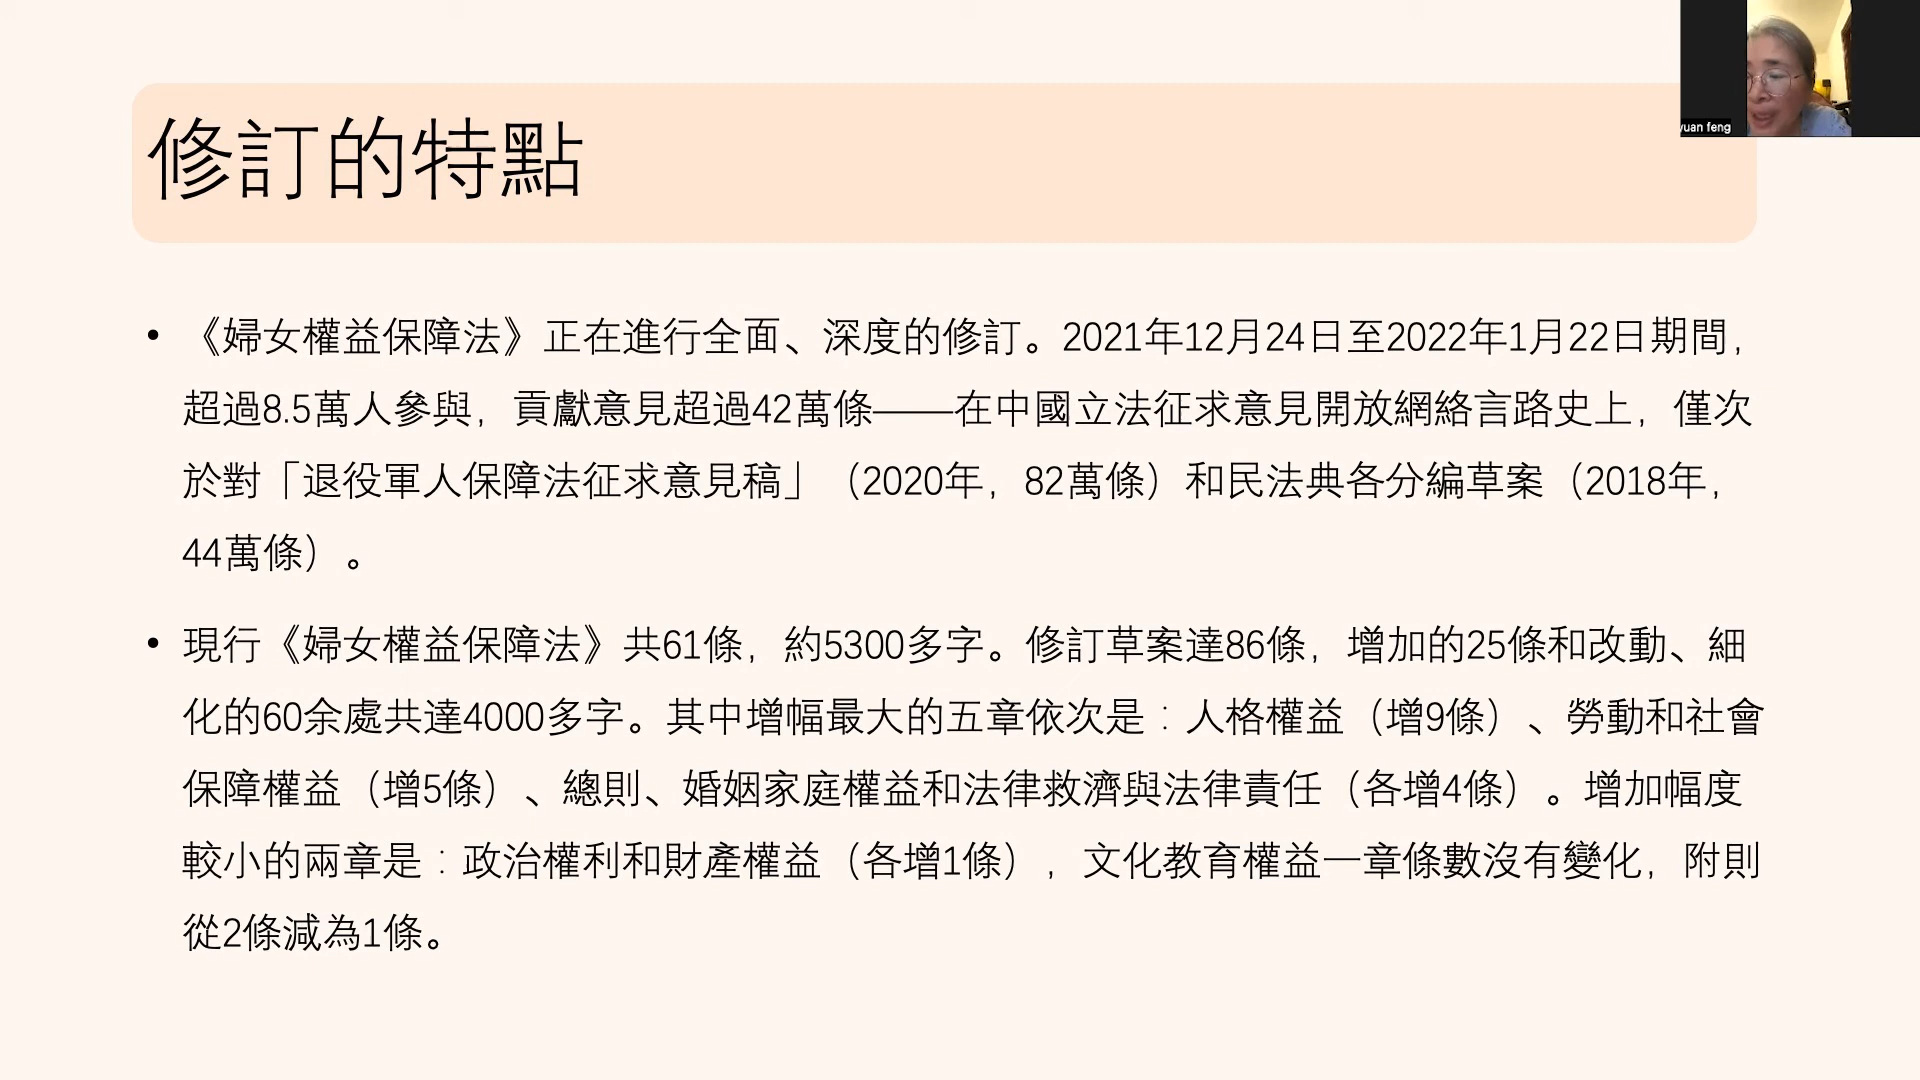 修訂的特點
yuan feng
• 《婦女權益保障法》正在進行全面、深度的修訂。2021年12月24日至2022年1月22日期間，
超過8.5萬人參與，貢獻意見超過42萬條——在中國立法征求意見開放網絡言路史上，僅次
於對「退役軍人保障法征求意見稿」（2020年，82萬條）和民法典各分編草案（2018年，
44萬條）。
• 現行《婦女權益保障法》共61條，約5300多字。修訂草案達86條，增加的25條和改動、細
化的60余處共達4000多字。其中增幅最大的五章依次是：人格權益（增9條）、勞動和社會
保障權益（增5條）、總則、婚姻家庭權益和法律救濟與法律責任（各增4條）。增加幅度
較小的兩章是：政治權利和財產權益（各增1條），文化教育權益一章條數沒有變化，附則
從2條減為1條。